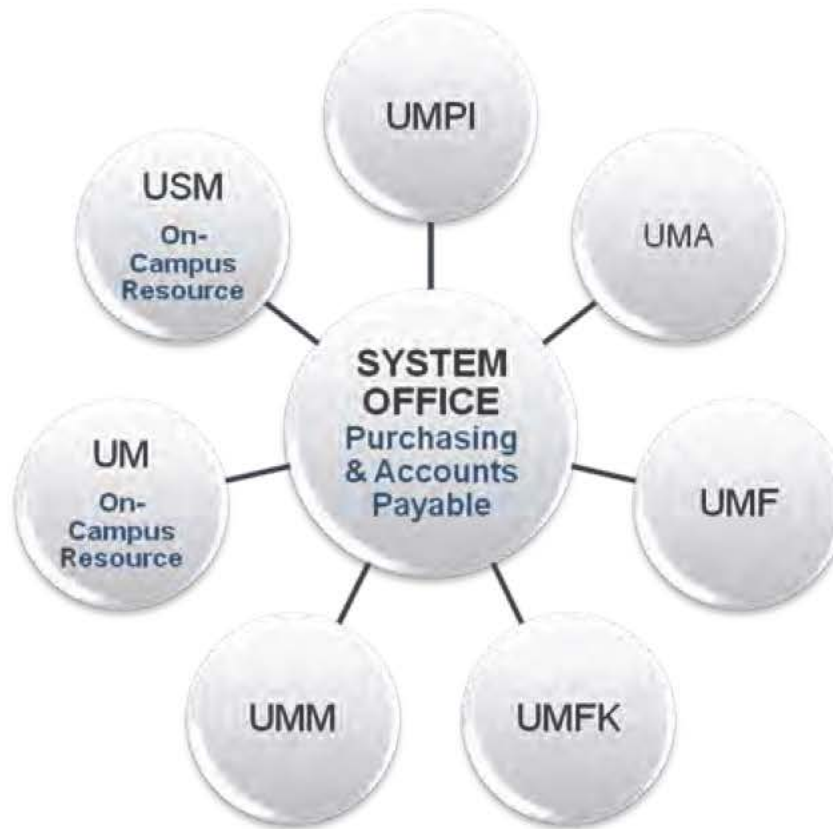 UMPI
USM
On-
Campus
Resource
UMA
SYSTEM
OFFICE
Purchasing
& Accounts
Payable
UM
On-
Campus
Resource
UMF
UMM
UMFK